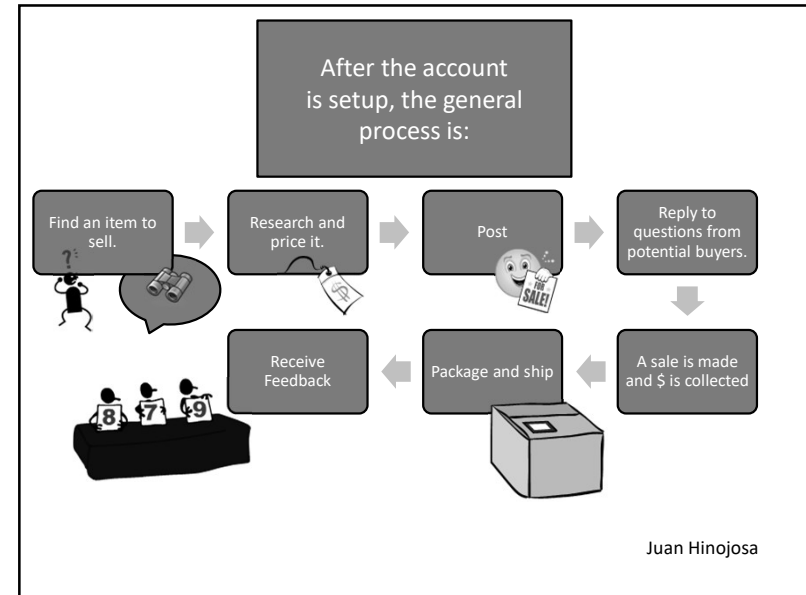 After the account
is setup, the general
process is:
Find an item to
sell.
Research and
price it.
Post
Reply to
questions from
potential buyers.
?
$
FOR
SALE!
Receive
Feedback
Package and ship
A sale is made
and $ is collected
8 7 9
Juan Hinojosa